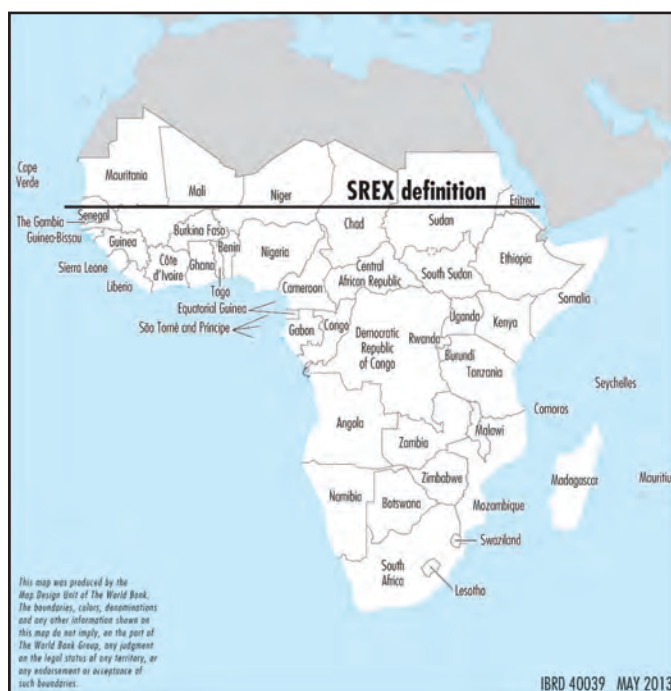 Cape
Verde
Mauritania
Mali
Niger
SREX definition
Eritrea
Senegal
The Gambia
Guinea-Bissau
Guinea
Sierra Leone
Liberia
Côte
d'Ivoire
Burkina Faso
Ghana
Togo
Benin
Nigeria
Chad
Sudan
Ethiopia
Cameroon
Central
African Republic
South Sudan
Somalia
Equatorial Guinea
São Tomé and Príncipe
Gabon
Congo
Democratic
Republic
of Congo
Uganda
Kenya
Rwanda
Burundi
Tanzania
Seychelles
Comoros
Angola
Zambia
Malawi
Zimbabwe
Mozambique
Madagascar
Mauritiu
Namibia
Botswana
Swaziland
South
Africa
Lesotho
This map was produced by the
Map Design Unit of The World Bank.
The boundaries, colors, denominations
and any other information shown on
this map do not imply, on the part of
The World Bank Group, any judgment
on the legal status of any territory, or
any endorsement or acceptance of
such boundaries.
IBRD 40039 MAY 2013